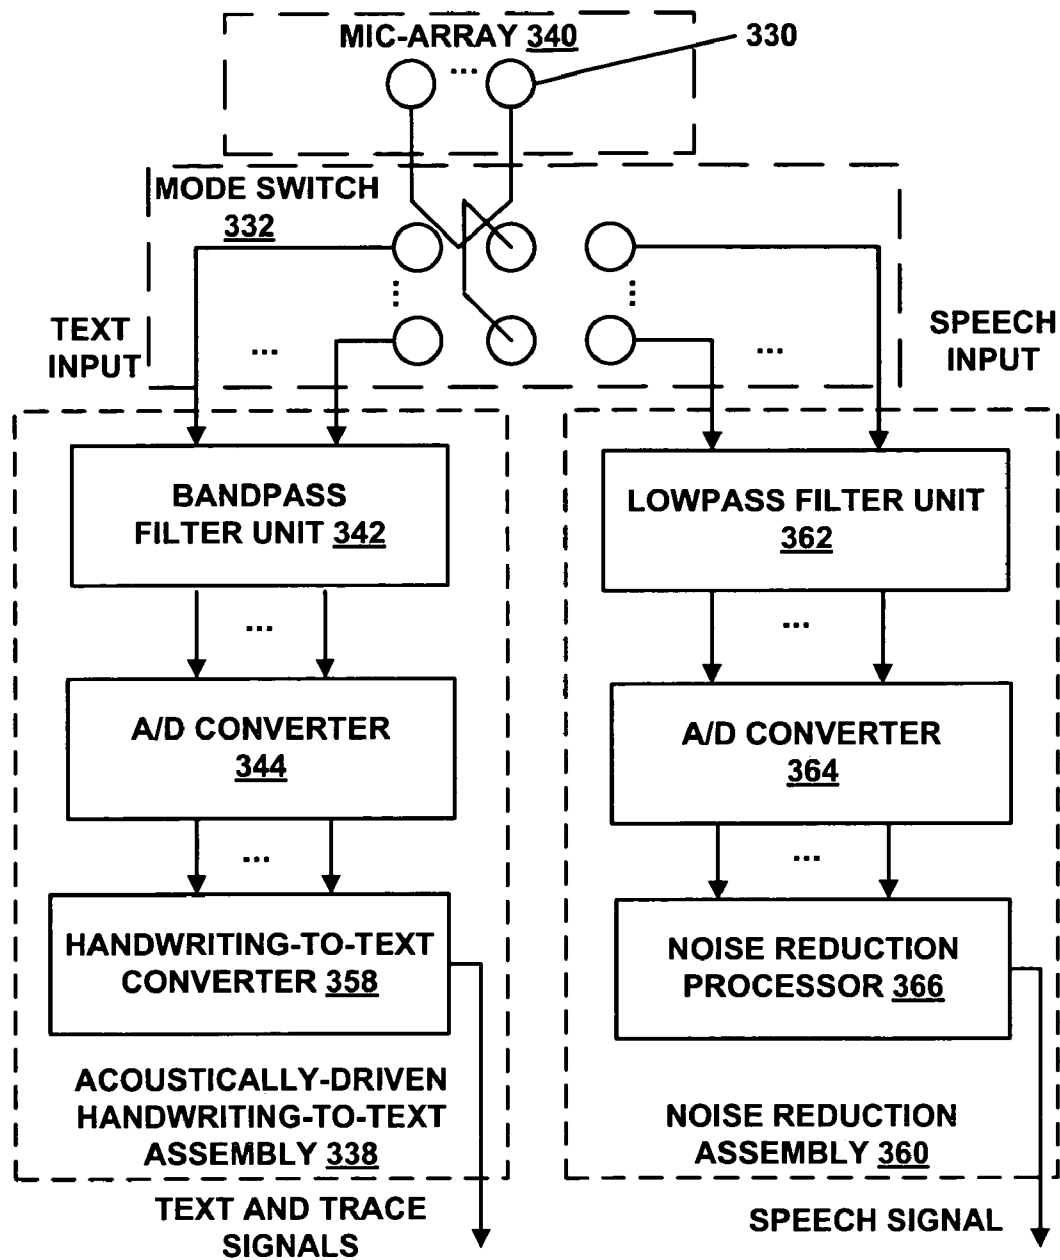 MIC-ARRAY 340
...
330
MODE SWITCH
332
...
...
TEXT
INPUT
...
...
SPEECH
INPUT
BANDPASS
FILTER UNIT 342
...
A/D CONVERTER
344
...
HANDWRITING-TO-TEXT
CONVERTER 358
ACOUSTICALLY-DRIVEN
HANDWRITING-TO-TEXT
ASSEMBLY 338
TEXT AND TRACE
SIGNALS
LOWPASS FILTER UNIT
362
...
A/D CONVERTER
364
...
NOISE REDUCTION
PROCESSOR 366
NOISE REDUCTION
ASSEMBLY 360
SPEECH SIGNAL